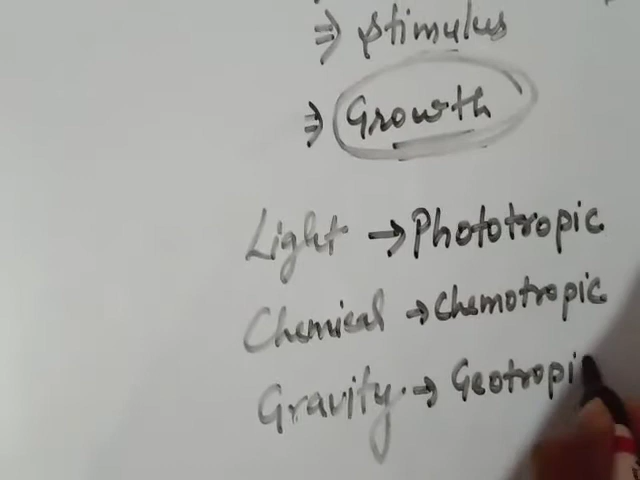 ⇒ Stimulus
⇒ Growth
Light → Phototropic
Chemical → Chemotropic
Gravity → Geotropi